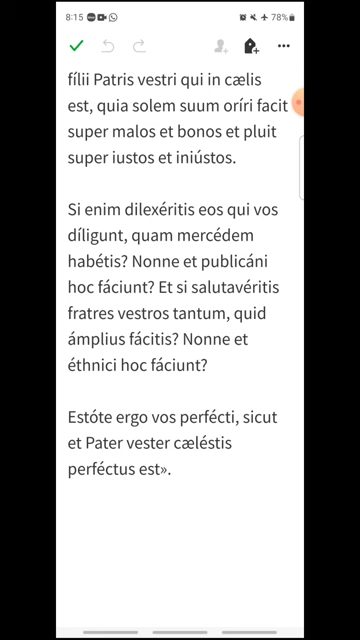 8:15
78%
fílii Patris vestri qui in cælis
est, quia solem suum oríri facit
super malos et bonos et pluit
super iustos et iniústos.
Si enim dilexéritis eos qui vos
díligunt, quam mercédem
habétis? Nonne et publicáni
hoc fáciunt? Et si salutavéritis
fratres vestros tantum, quid
ámplius fácitis? Nonne et
éthnici hoc fáciunt?
Estóte ergo vos perfécti, sicut
et Pater vester cæléstis
perféctus est».